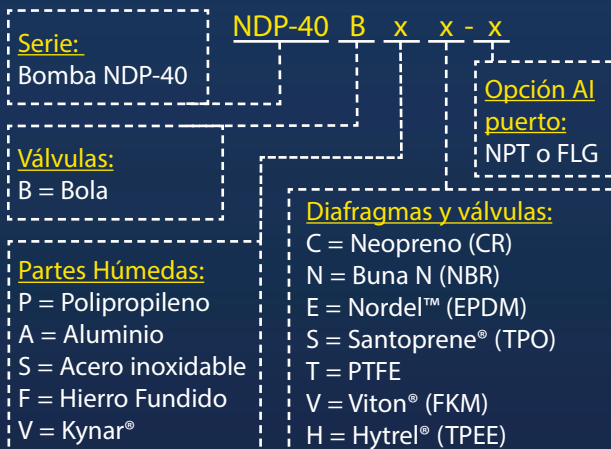 NDP-40 B x x - x
Serie:
Bomba NDP-40
Opción Al
puerto:
NPT o FLG
Válvulas:
B = Bola
Partes Húmedas:
P = Polipropileno
A = Aluminio
S = Acero inoxidable
F = Hierro Fundido
V = Kynar®
Diafragmas y válvulas:
C = Neopreno (CR)
N = Buna N (NBR)
E = Nordel™ (EPDM)
S = Santoprene® (TPO)
T = PTFE
V = Viton® (FKM)
H = Hytrel® (TPEE)